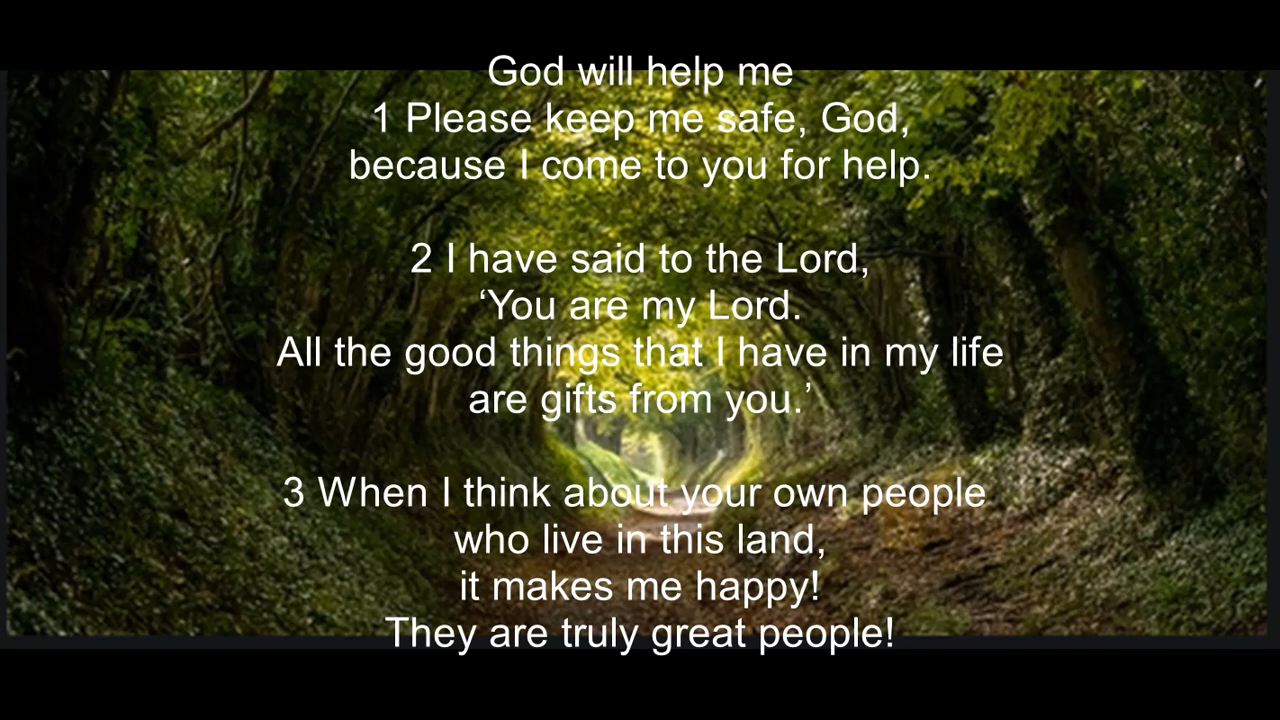 God will help me
1 Please keep me safe, God,
because I come to you for help.
2 I have said to the Lord,
‘You are my Lord.
All the good things that I have in my life
are gifts from you.’
3 When I think about your own people
who live in this land,
it makes me happy!
They are truly great people!